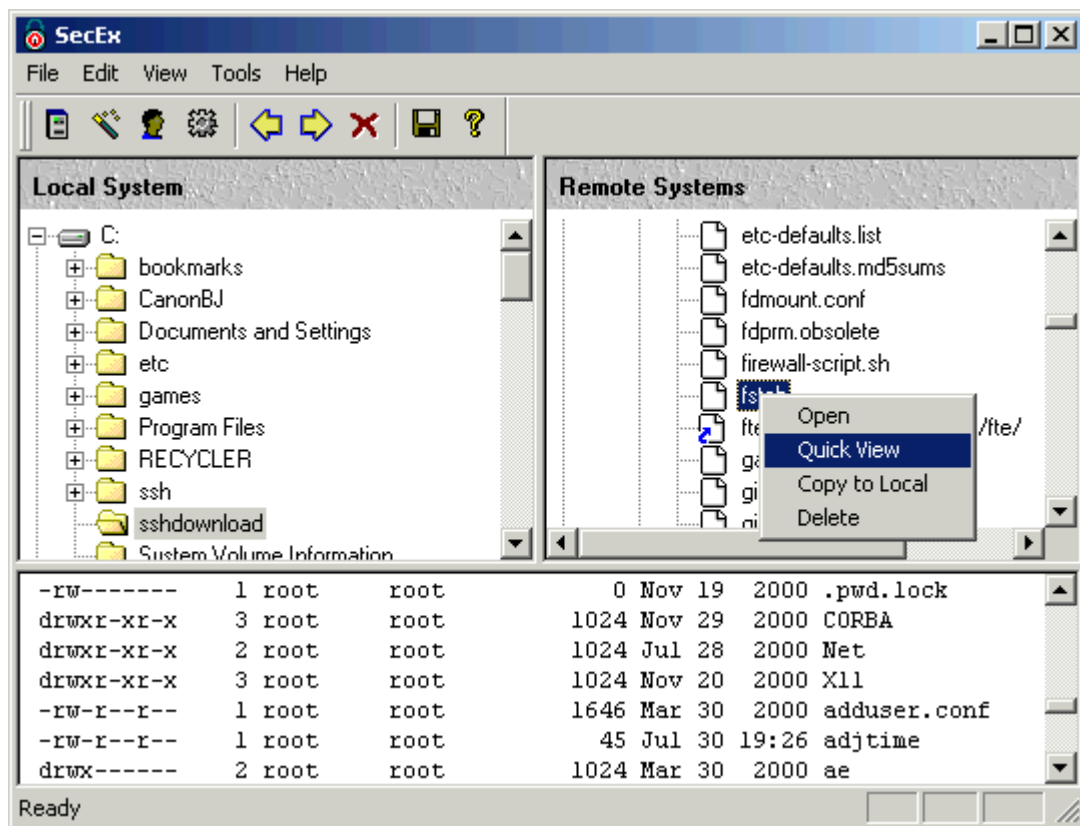 SecEx
File Edit View Tools Help
Local System
C:
bookmarks
CanonBJ
Documents and Settings
etc
games
Program Files
RECYCLER
ssh
sshdownload
System Volume Information
Remote Systems
etc-defaults.list
etc-defaults.md5sums
fdmount.conf
fdprm.obsolete
firewall-script.sh
/fte/
Open
Quick View
Copy to Local
Delete
-rw------- 1 root root 0 Nov 19 2000 .pwd.lock
drwxr-xr-x 3 root root 1024 Nov 29 2000 CORBA
drwxr-xr-x 2 root root 1024 Jul 28 2000 Net
drwxr-xr-x 3 root root 1024 Nov 20 2000 X11
-rw-r--r-- 1 root root 1646 Mar 30 2000 adduser.conf
-rw-r--r-- 1 root root 45 Jul 30 19:26 adjtime
drwx------ 2 root root 1024 Mar 30 2000 ae
Ready